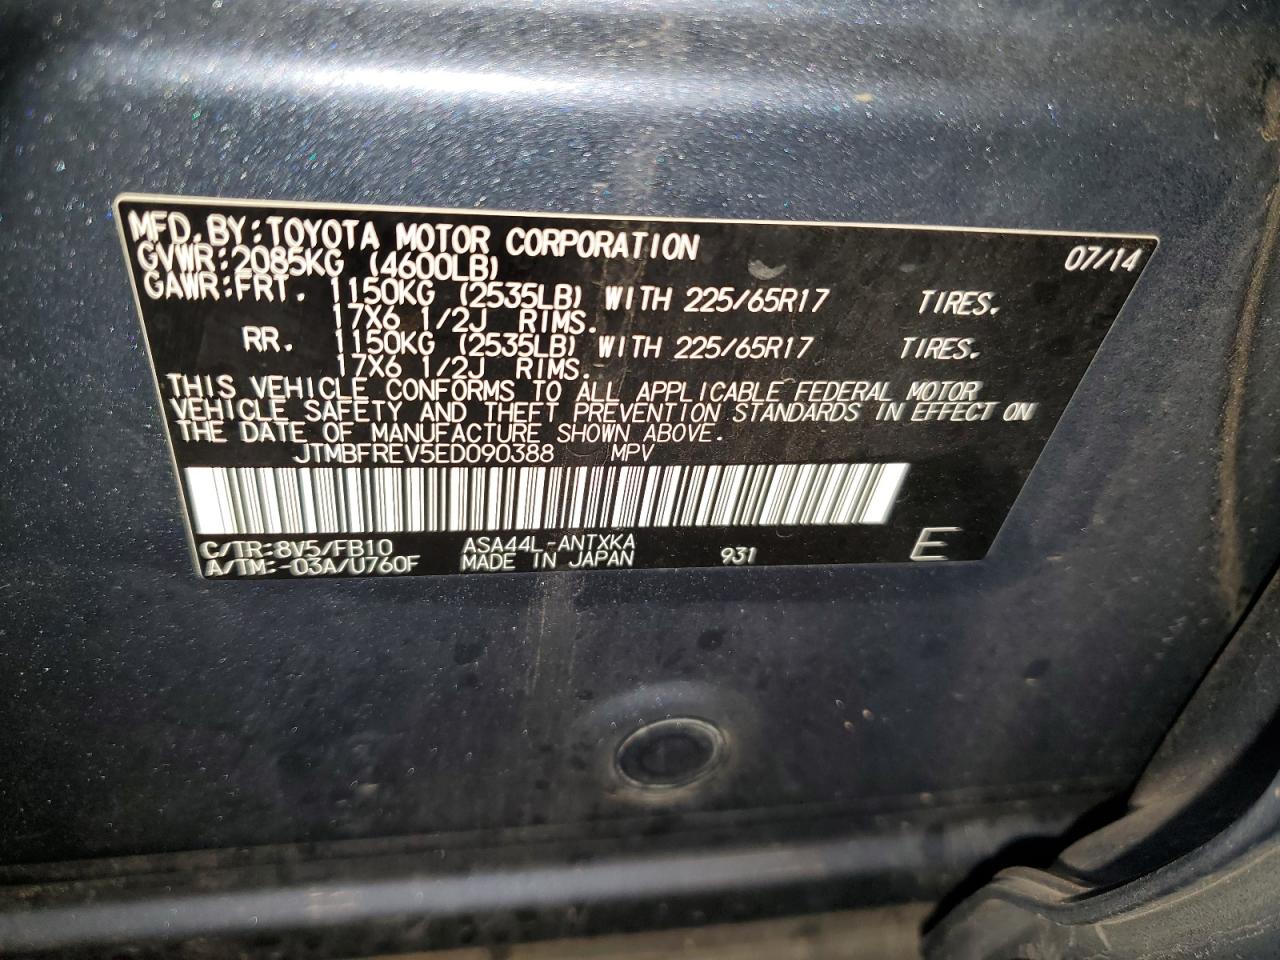 MFD. BY: TOYOTA MOTOR CORPORATION 07/14
GVWR: 2085KG (4600LB)
GAWR: FRT. 1150KG (2535LB) WITH 225/65R17 TIRES.
17X6 1/2J RIMS.
RR. 1150KG (2535LB) WITH 225/65R17 TIRES.
17X6 1/2J RIMS.
THIS VEHICLE CONFORMS TO ALL APPLICABLE FEDERAL MOTOR
VEHICLE SAFETY AND THEFT PREVENTION STANDARDS IN EFFECT ON
THE DATE OF MANUFACTURE SHOWN ABOVE.
JTMBFREV5ED090388 MPV
C/TR: 8V5/FB10 ASA44L-ANTXKA 931 E
A/TM: -03A/U760F MADE IN JAPAN